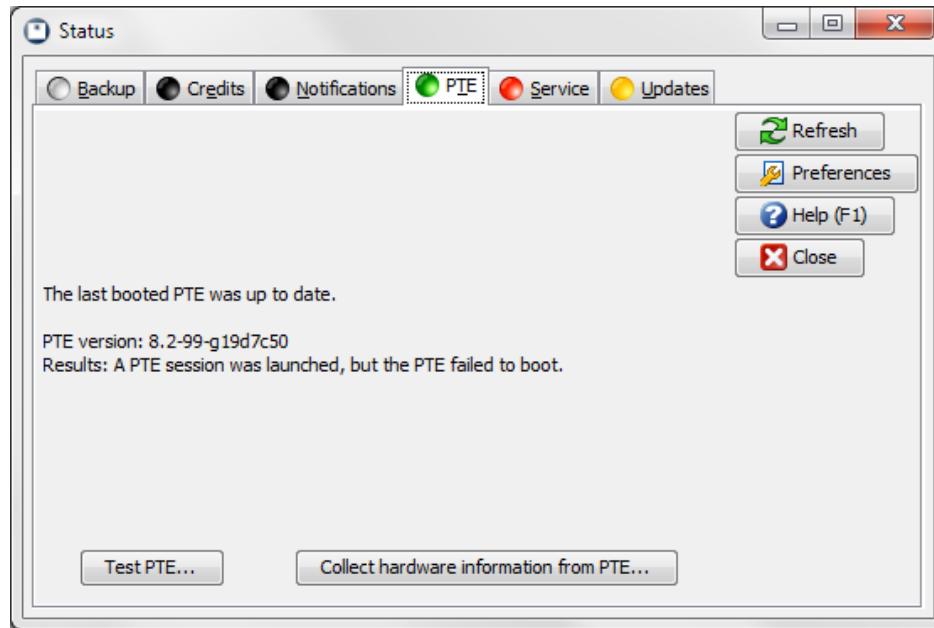 Status
Backup
Credits
Notifications
PTE
Service
Updates
Refresh
Preferences
Help (F1)
Close
The last booted PTE was up to date.
PTE version: 8.2-99-g19d7c50
Results: A PTE session was launched, but the PTE failed to boot.
Test PTE...
Collect hardware information from PTE...